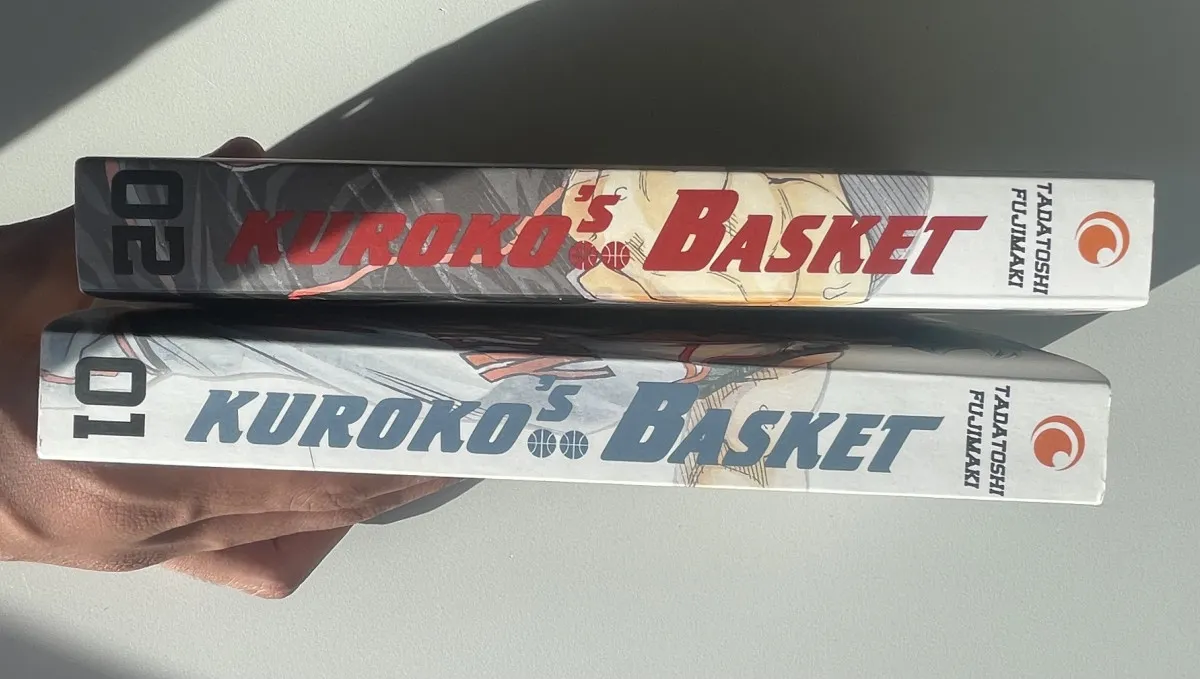 02
KUROKO's BASKET
TADATOSHI
FUJIMAKI
01
KUROKO's BASKET
TADATOSHI
FUJIMAKI